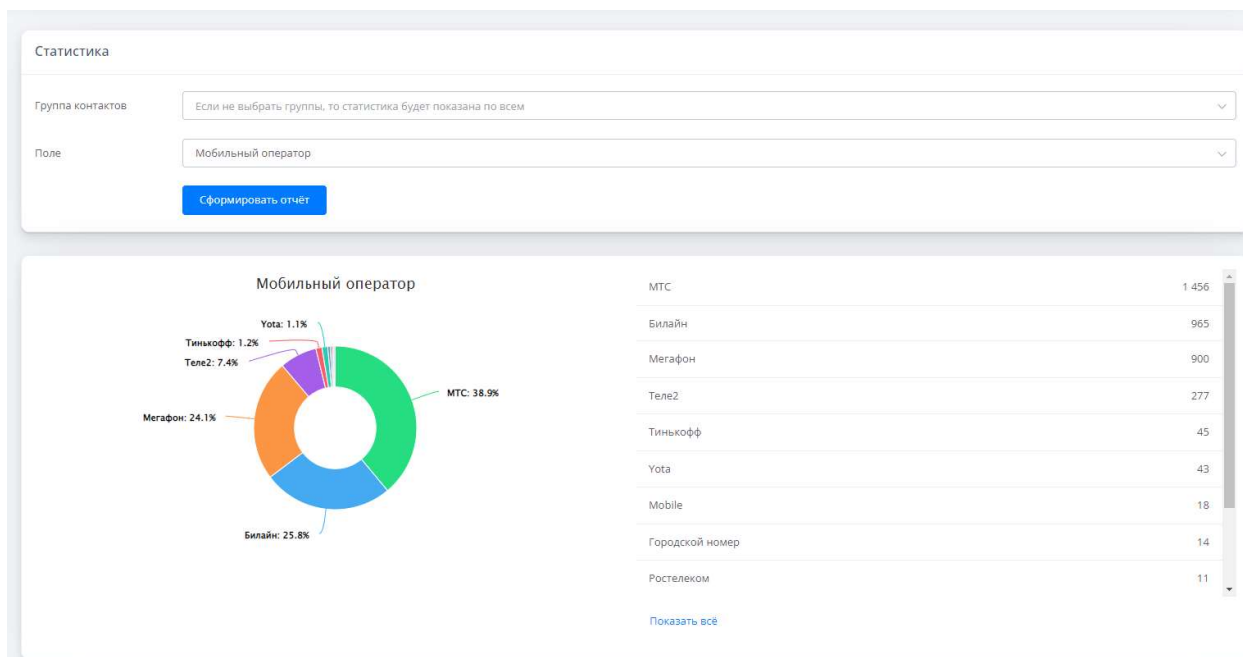 Статистика
Группа контактов
Если не выбрать группы, то статистика будет показана по всем
Поле
Мобильный оператор
Сформировать отчёт
Мобильный оператор
Yota: 1.1%
Тинькофф: 1.2%
Теле2: 7.4%
МТС: 38.9%
Мегафон: 24.1%
Билайн: 25.8%
МТС 1 456
Билайн 965
Мегафон 900
Теле2 277
Тинькофф 45
Yota 43
Mobile 18
Городской номер 14
Ростелеком 11
Показать всё